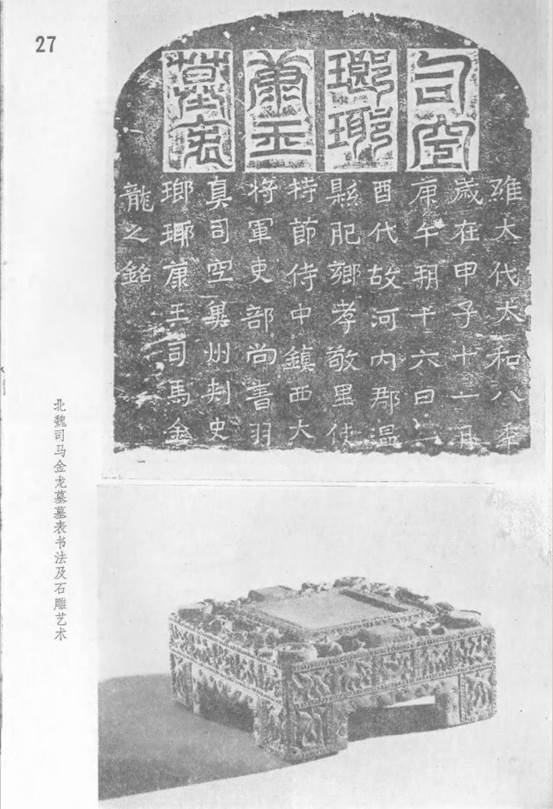 27
司空
瑯瑘
康王
墓表
維大代太和八年
歲在甲子十一月
庚午朔十六日乙
酉代故河內郡溫
縣肥鄉孝敬里使
持節侍中鎮西大
將軍吏部尚書羽
真司空冀州刺史
瑯瑘康王司馬金
龍之銘
北魏司马金龙墓墓表书法及石雕艺术